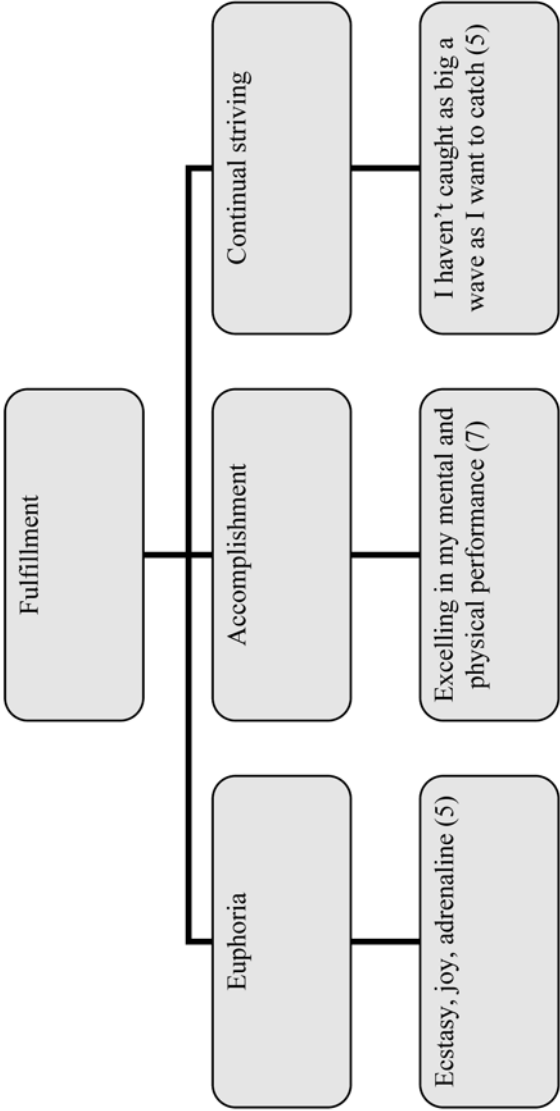 Fulfillment
Euphoria
Accomplishment
Continual striving
Ecstasy, joy, adrenaline (5)
Excelling in my mental and
physical performance (7)
I haven't caught as big a
wave as I want to catch (5)